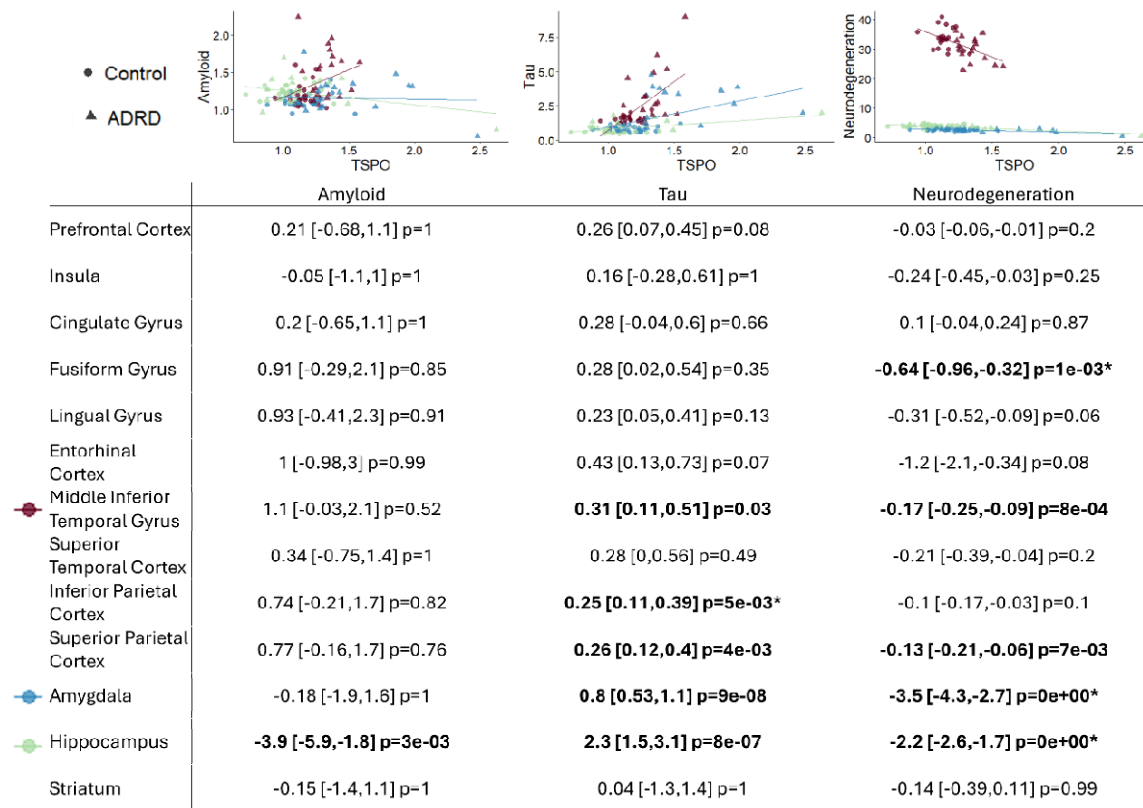 Control
ADRD
Amyloid
2.0
1.5
1.0
1.0 1.5 2.0 2.5
TSPO
Tau
7.5
5.0
2.5
0.0
1.0 1.5 2.0 2.5
TSPO
Neurodegeneration
40
30
20
10
0
1.0 1.5 2.0 2.5
TSPO
Amyloid Tau Neurodegeneration
Prefrontal Cortex 0.21 [-0.68,1.1] p=1 0.26 [0.07,0.45] p=0.08 -0.03 [-0.06,-0.01] p=0.2
Insula -0.05 [-1.1,1] p=1 0.16 [-0.28,0.61] p=1 -0.24 [-0.45,-0.03] p=0.25
Cingulate Gyrus 0.2 [-0.65,1.1] p=1 0.28 [-0.04,0.6] p=0.66 0.1 [-0.04,0.24] p=0.87
Fusiform Gyrus 0.91 [-0.29,2.1] p=0.85 0.28 [0.02,0.54] p=0.35 -0.64 [-0.96,-0.32] p=1e-03*
Lingual Gyrus 0.93 [-0.41,2.3] p=0.91 0.23 [0.05,0.41] p=0.13 -0.31 [-0.52,-0.09] p=0.06
Entorhinal
Cortex 1 [-0.98,3] p=0.99 0.43 [0.13,0.73] p=0.07 -1.2 [-2.1,-0.34] p=0.08
Middle Inferior
Temporal Gyrus 1.1 [-0.03,2.1] p=0.52 0.31 [0.11,0.51] p=0.03 -0.17 [-0.25,-0.09] p=8e-04
Superior
Temporal Cortex 0.34 [-0.75,1.4] p=1 0.28 [0,0.56] p=0.49 -0.21 [-0.39,-0.04] p=0.2
Inferior Parietal
Cortex 0.74 [-0.21,1.7] p=0.82 0.25 [0.11,0.39] p=5e-03* -0.1 [-0.17,-0.03] p=0.1
Superior Parietal
Cortex 0.77 [-0.16,1.7] p=0.76 0.26 [0.12,0.4] p=4e-03 -0.13 [-0.21,-0.06] p=7e-03
Amygdala -0.18 [-1.9,1.6] p=1 0.8 [0.53,1.1] p=9e-08 -3.5 [-4.3,-2.7] p=0e+00*
Hippocampus -3.9 [-5.9,-1.8] p=3e-03 2.3 [1.5,3.1] p=8e-07 -2.2 [-2.6,-1.7] p=0e+00*
Striatum -0.15 [-1.4,1.1] p=1 0.04 [-1.3,1.4] p=1 -0.14 [-0.39,0.11] p=0.99